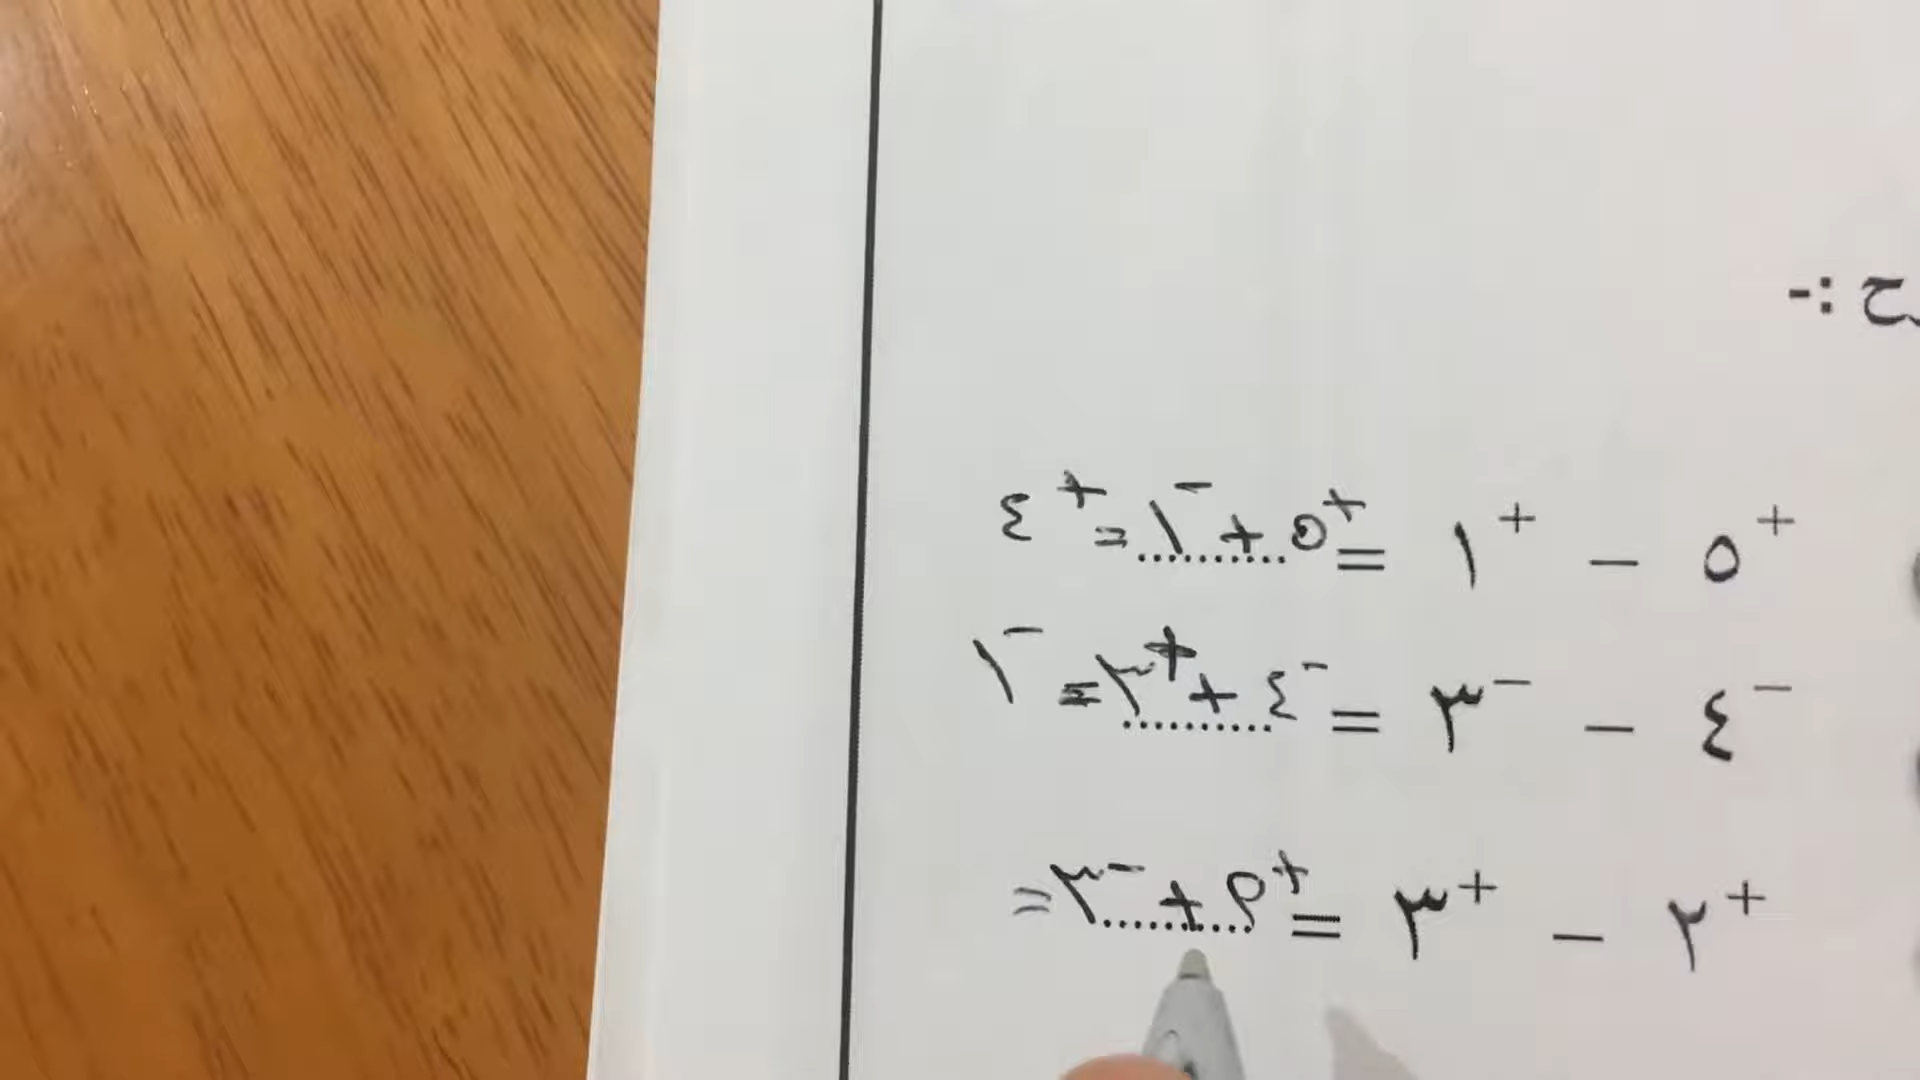 ح :-
٥⁺ – ١⁺ = ٥⁺ + ١⁻ = ٤⁺
٤⁻ – ٣⁻ = ٤⁻ + ٣⁺ = ١⁻
٢⁺ – ٣⁺ = ٢⁺ + ٣⁻ =